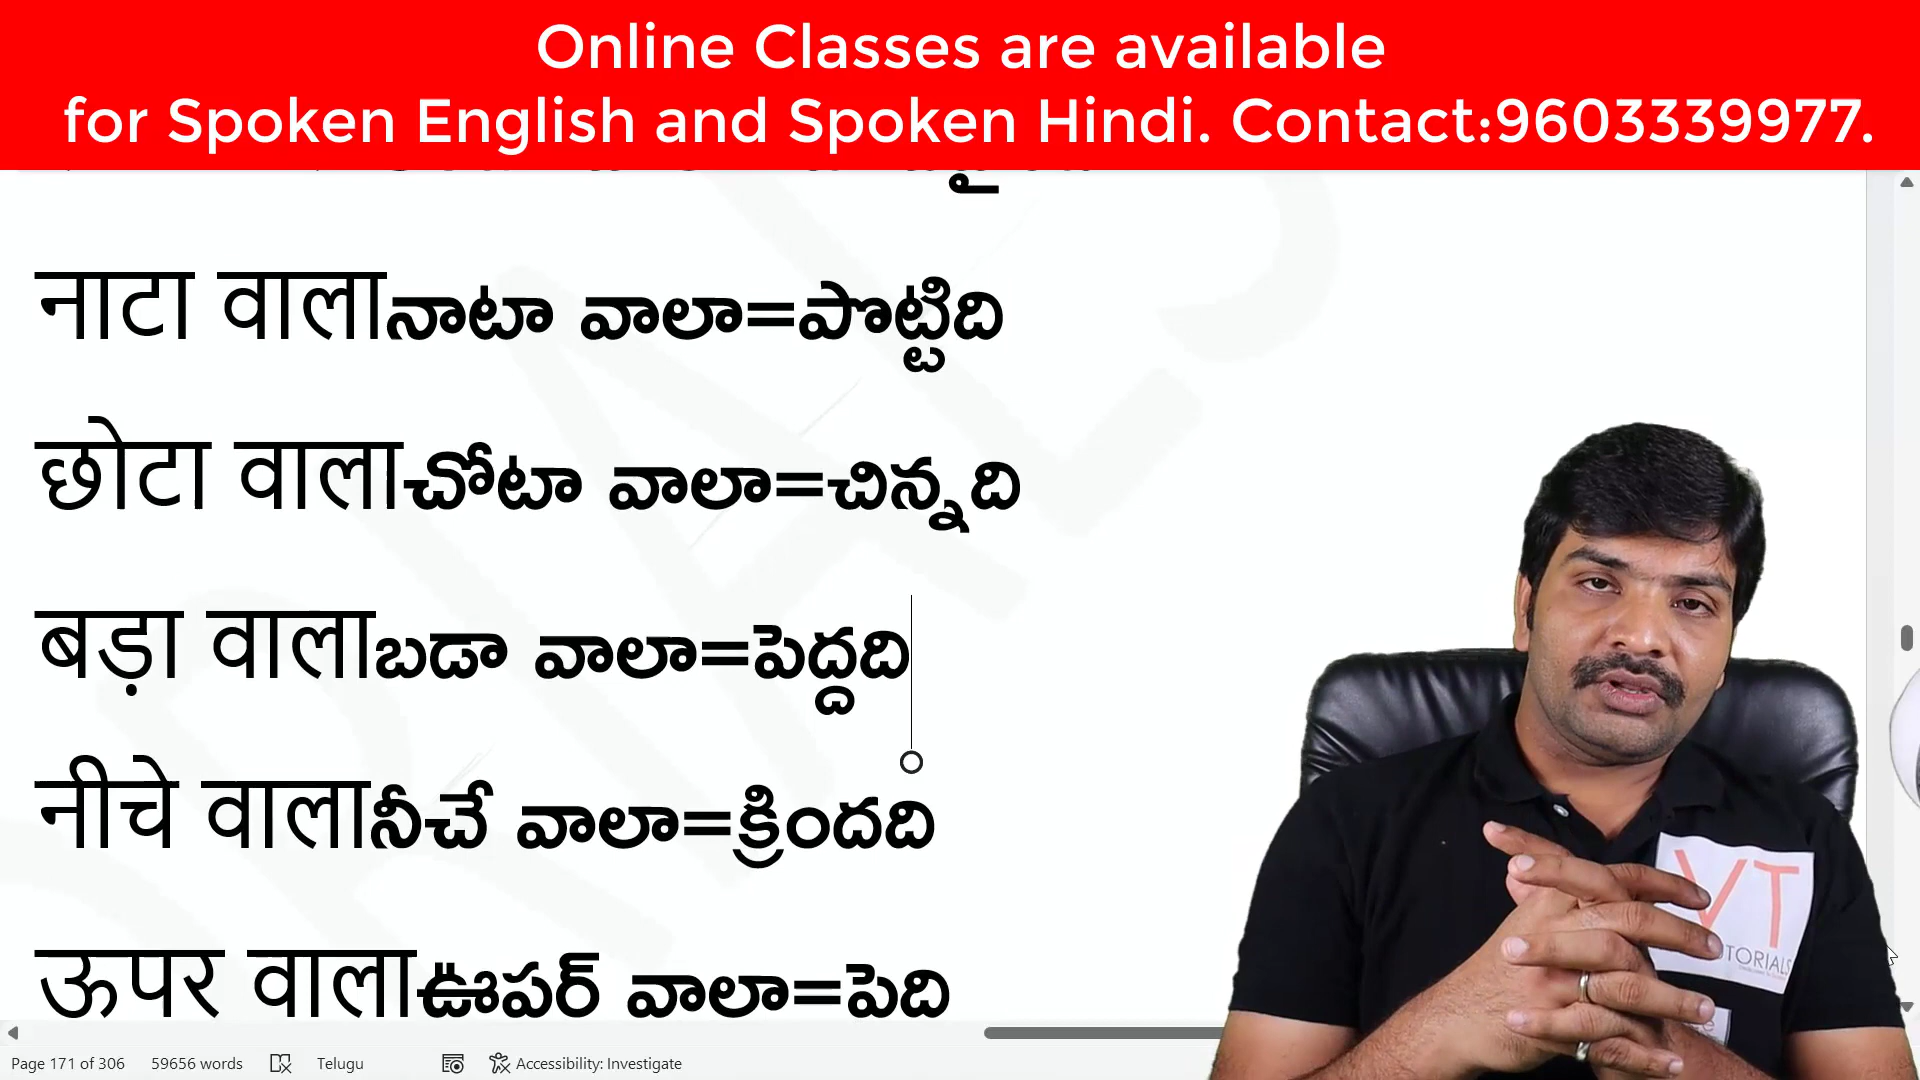 Online Classes are available
for Spoken English and Spoken Hindi. Contact:9603339977.
नाटा वालाనాటా వాలా=పొట్టిది
छोटा वालाచోటా వాలా=చిన్నది
बड़ा वालाబడా వాలా=పెద్దది
नीचे वालाనీచే వాలా=క్రిందది
ऊपर वालाఊపర్ వాలా=పెది
VT
TORIALS
Page 171 of 306 59656 words Telugu Accessibility: Investigate